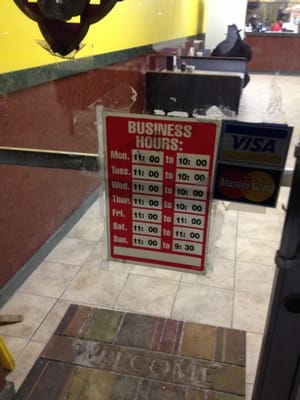 BUSINESS
HOURS:
Mon. 11:00 to 10:00
Tues. 11:00 to 10:00
Wed. 11:00 to 10:00
Thur. 11:00 to 10:00
Fri. 11:00 to 11:00
Sat. 11:00 to 11:00
Sun. 11:00 to 9:30
VISA
MasterCard
WELCOME